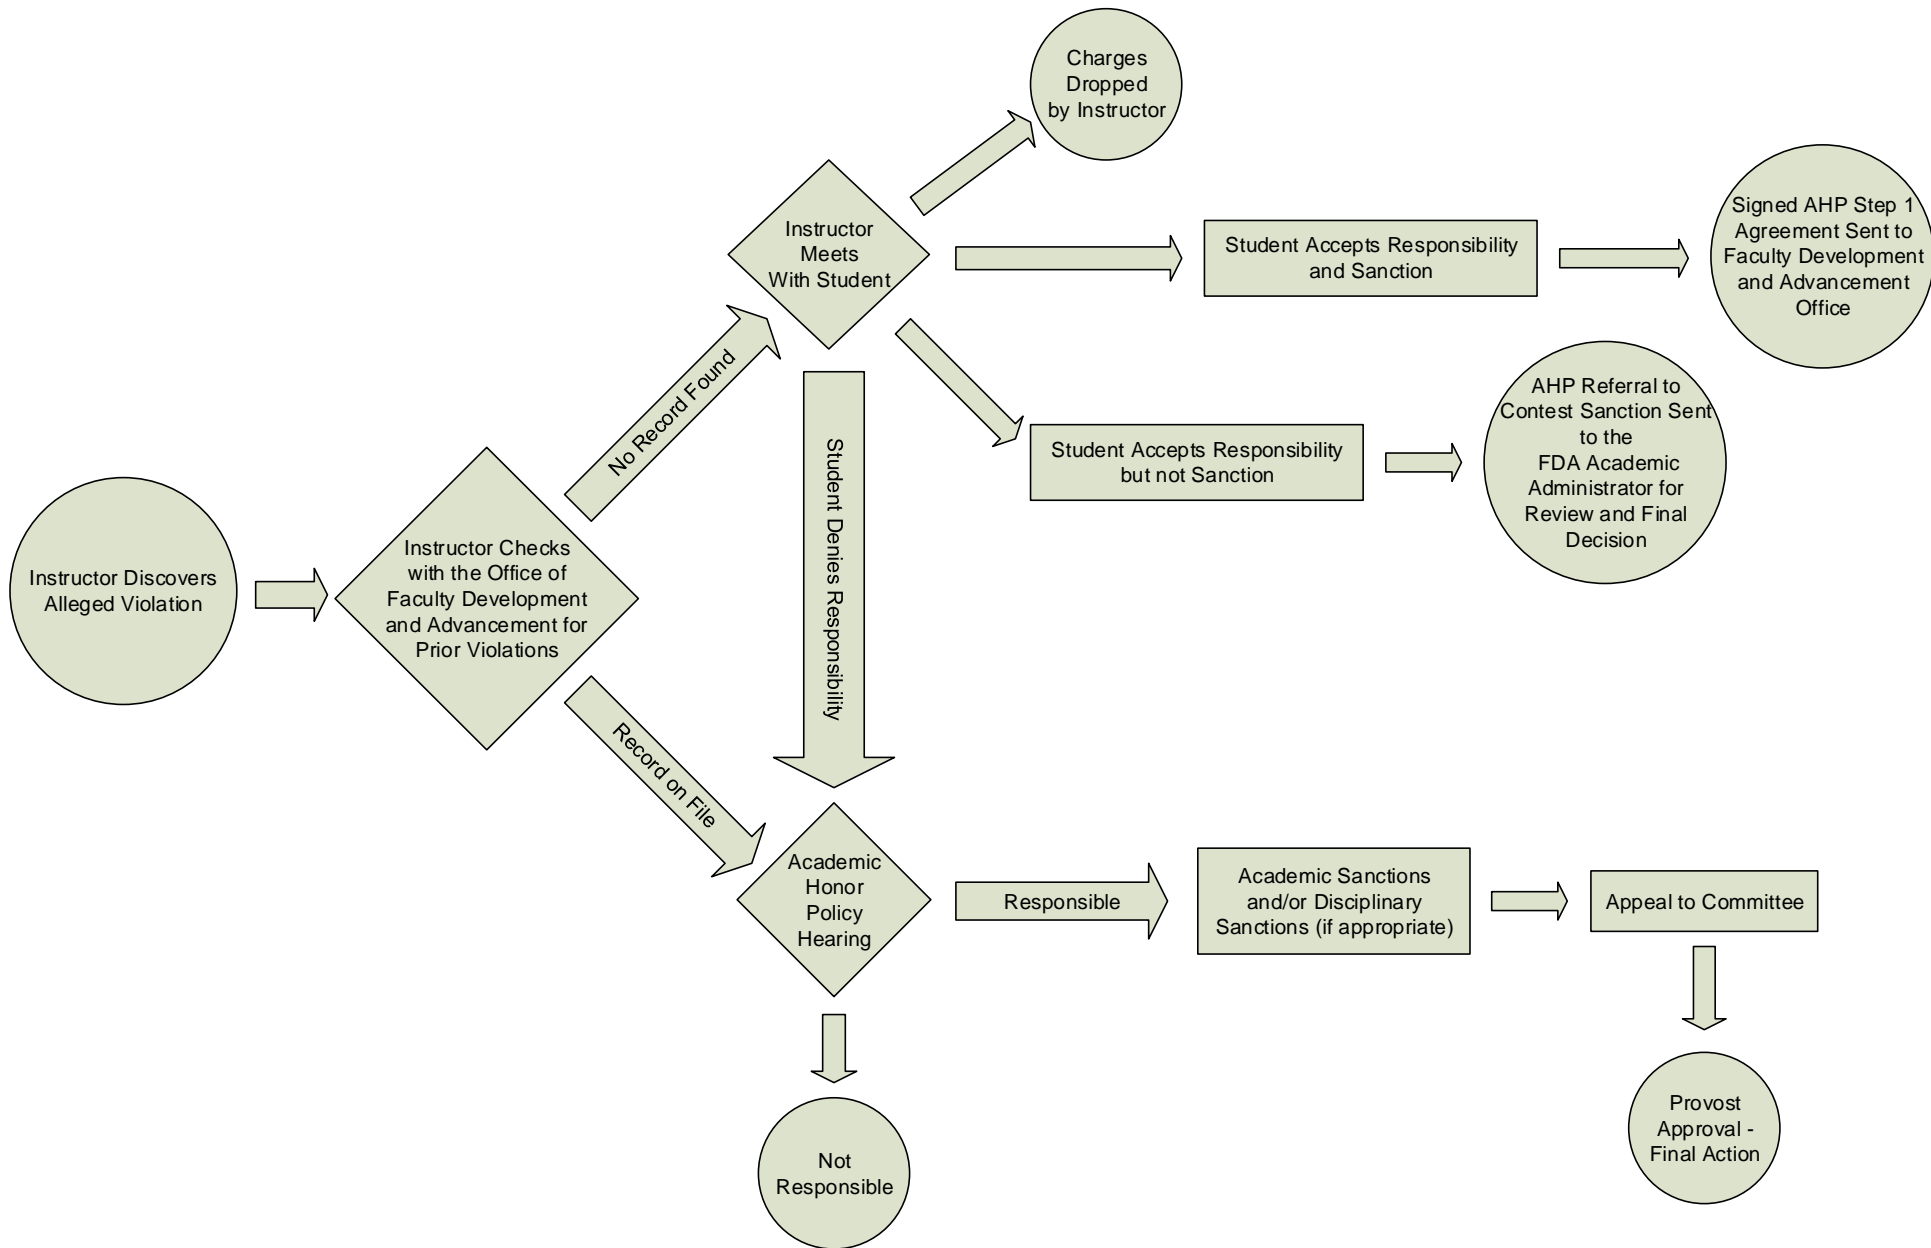 Charges
Dropped
by Instructor
Instructor
Meets
With Student
Student Accepts Responsibility
and Sanction
Signed AHP Step 1
Agreement Sent to
Faculty Development
and Advancement
Office
No Record Found
Student Denies Responsibility
Student Accepts Responsibility
but not Sanction
AHP Referral to
Contest Sanction Sent
to the
FDA Academic
Administrator for
Review and Final
Decision
Instructor Discovers
Alleged Violation
Instructor Checks
with the Office of
Faculty Development
and Advancement for
Prior Violations
Record on File
Academic
Honor
Policy
Hearing
Responsible
Academic Sanctions
and/or Disciplinary
Sanctions (if appropriate)
Appeal to Committee
Not
Responsible
Provost
Approval -
Final Action